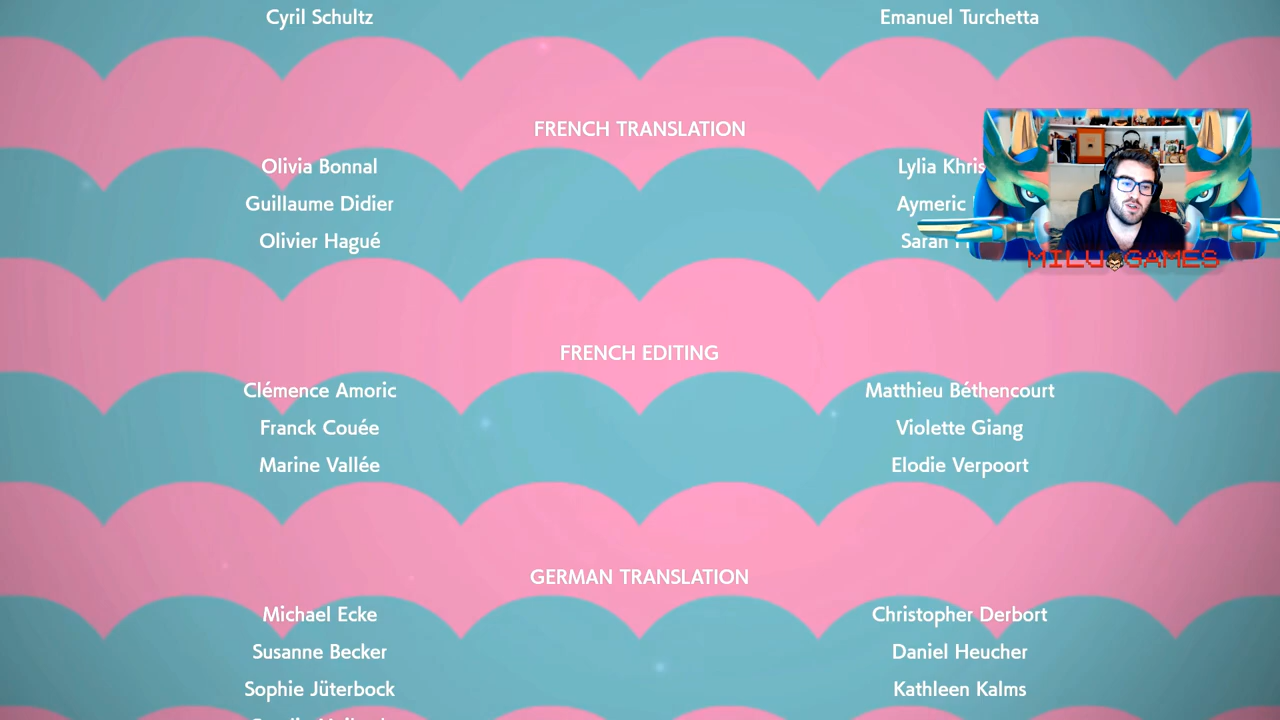 Cyril Schultz Emanuel Turchetta
FRENCH TRANSLATION
Olivia Bonnal Lylia
Guillaume Didier Aymeric
Olivier Hagué
MILU GAMES
FRENCH EDITING
Clémence Amoric Matthieu Béthencourt
Franck Couée Violette Giang
Marine Vallée Elodie Verpoort
GERMAN TRANSLATION
Michael Ecke Christopher Derbort
Susanne Becker Daniel Heucher
Sophie Jüterbock Kathleen Kalms